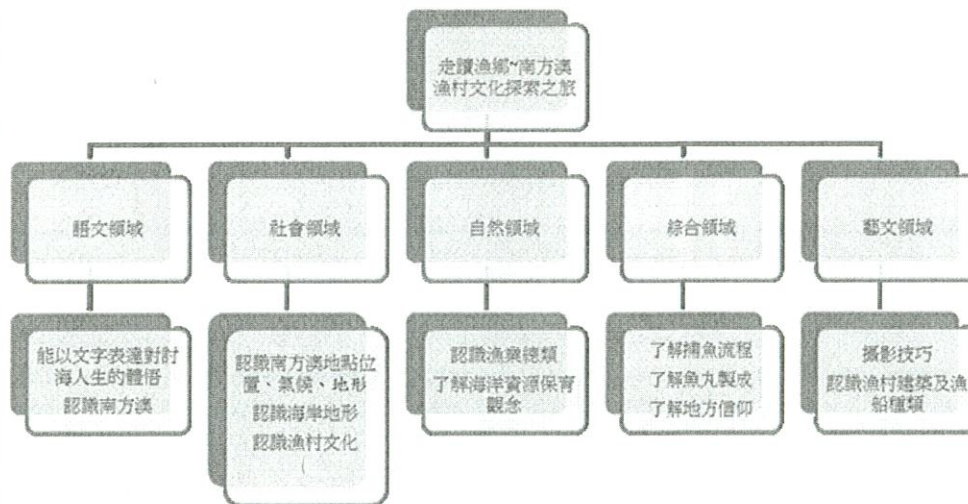 走讀漁鄉~南方澳
漁村文化探索之旅
語文領域
社會領域
自然領域
綜合領域
藝文領域
能以文字表達對討
海人生的體悟
認識南方澳
認識南方澳地點位
置、氣候、地形
認識海岸地形
認識漁村文化
認識漁業總類
了解海洋資源保育
觀念
了解捕魚流程
了解魚丸製成
了解地方信仰
攝影技巧
認識漁村建築及漁
船種類